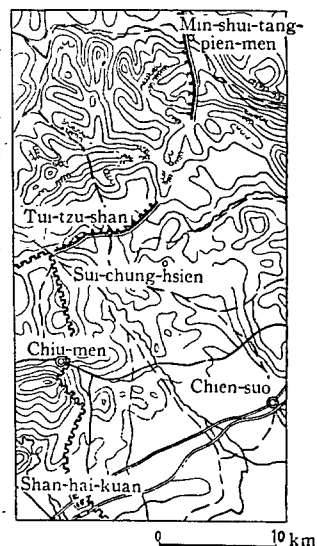 Min-shui-tang-
pien-men
Tui-tzu-shan
Sui-chung-hsien
Chiu-men
Chien-suo
Shan-hai-kuan
0 10 km